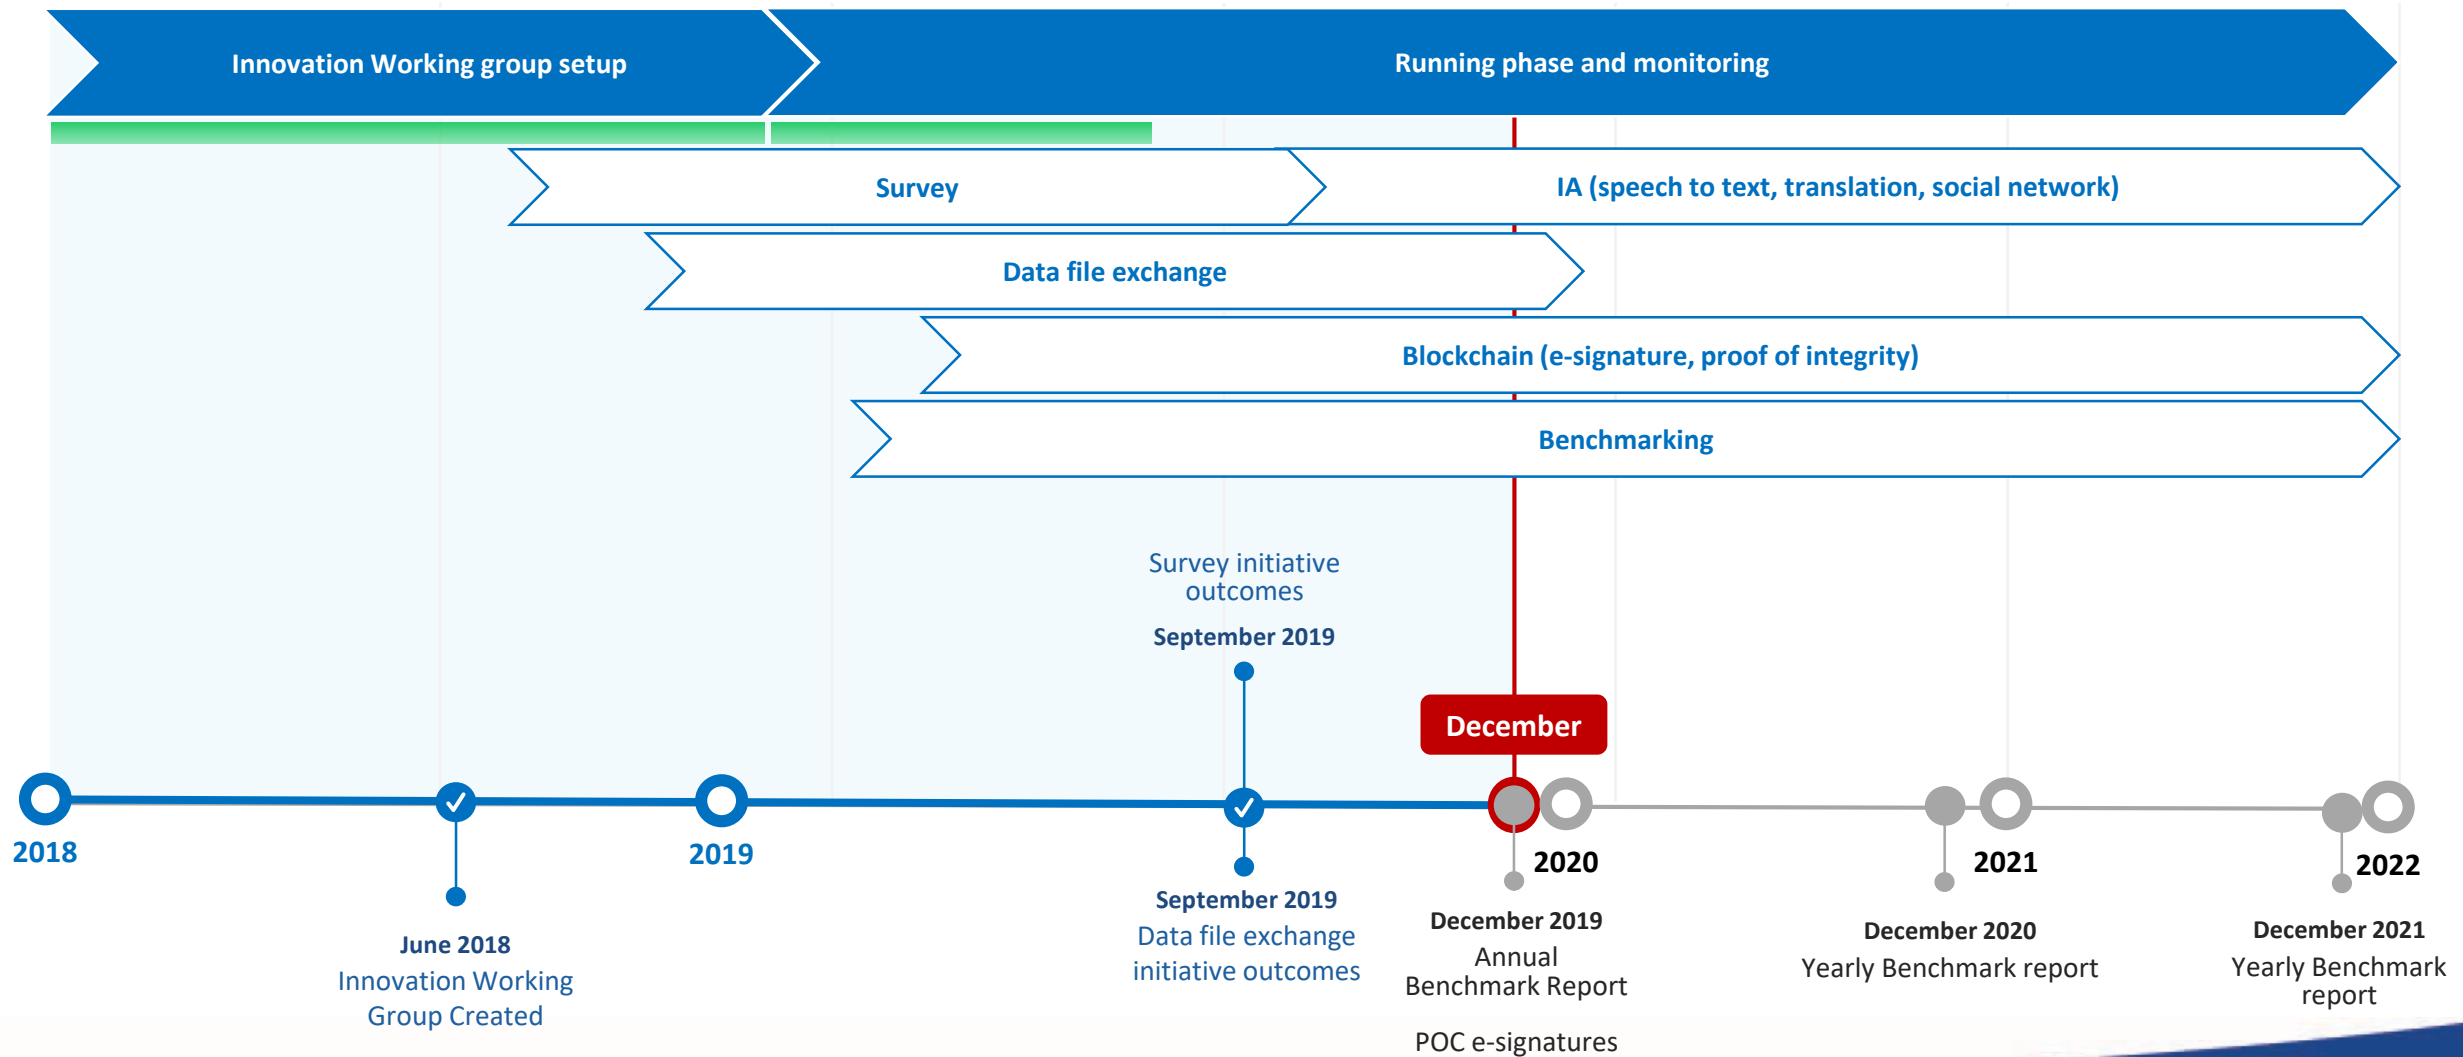 Innovation Working group setup
Running phase and monitoring
Survey
IA (speech to text, translation, social network)
Data file exchange
Blockchain (e-signature, proof of integrity)
Benchmarking
Survey initiative
outcomes
September 2019
December
2018
2019
2020
2021
2022
June 2018
Innovation Working
Group Created
September 2019
Data file exchange
initiative outcomes
December 2019
Annual
Benchmark Report
POC e-signatures
December 2020
Yearly Benchmark report
December 2021
Yearly Benchmark
report